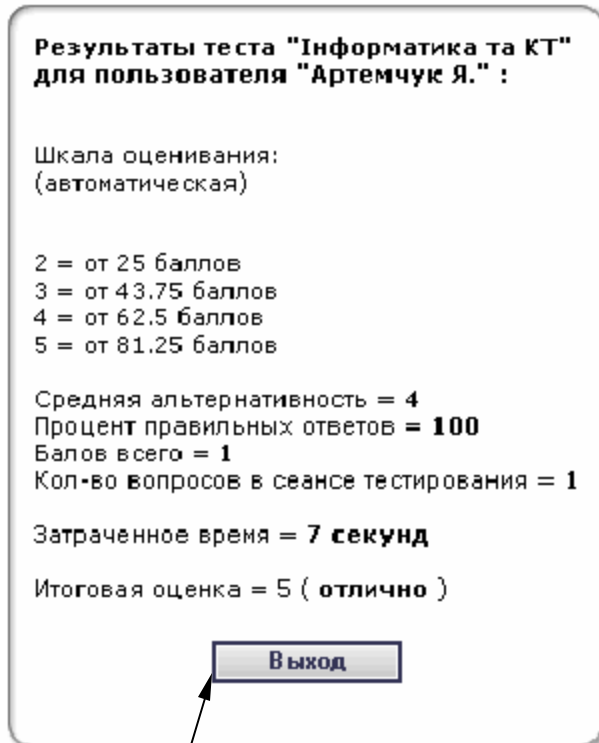 Результаты теста "Інформатика та КТ"
для пользователя "Артемчук Я." :
Шкала оценивания:
(автоматическая)
2 = от 25 баллов
3 = от 43.75 баллов
4 = от 62.5 баллов
5 = от 81.25 баллов
Средняя альтернативность = 4
Процент правильных ответов = 100
Балов всего = 1
Кол-во вопросов в сеансе тестирования = 1
Затраченное время = 7 секунд
Итоговая оценка = 5 ( отлично )
Выход